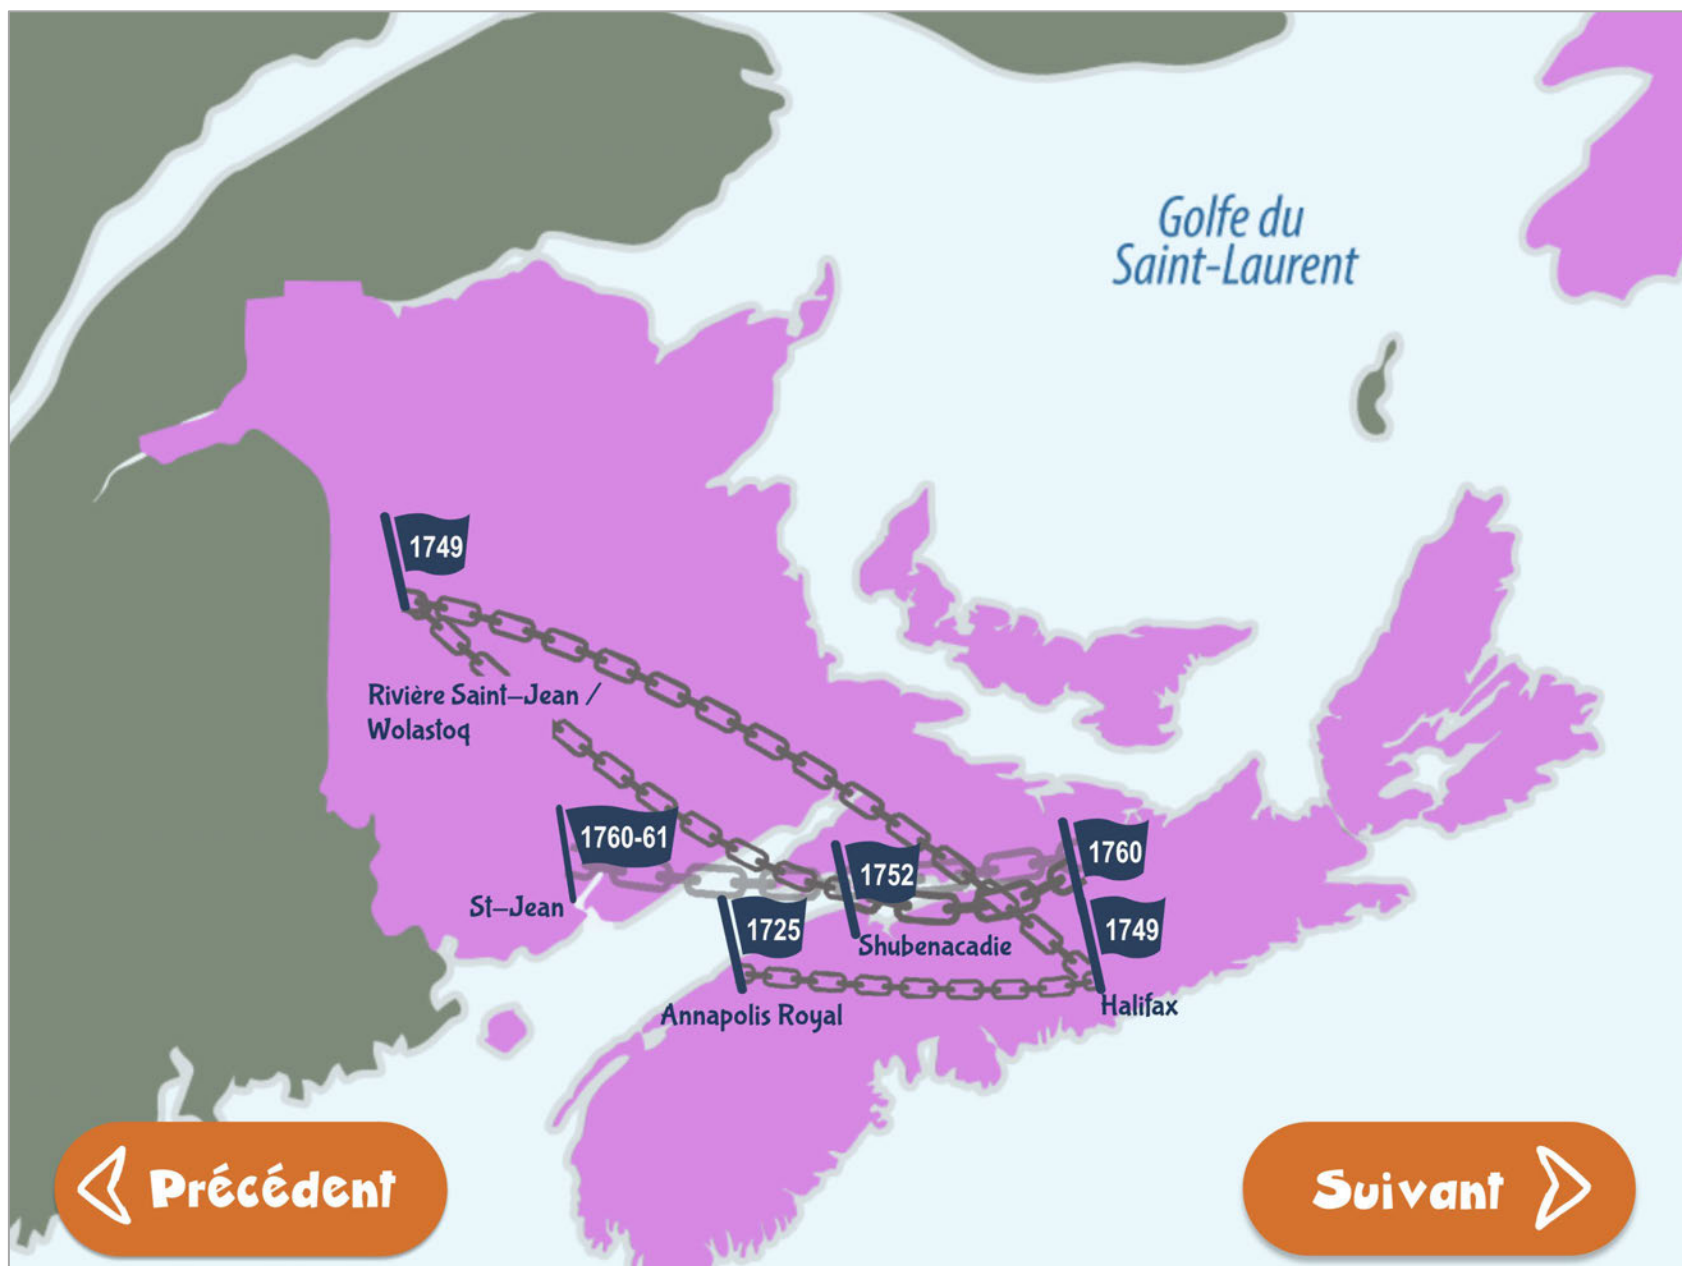 Golfe du
Saint-Laurent
1749
Rivière Saint-Jean /
Wolastoq
1760-61
St-Jean
1752
Shubenacadie
1760
1749
Halifax
1725
Annapolis Royal
Précédent
Suivant